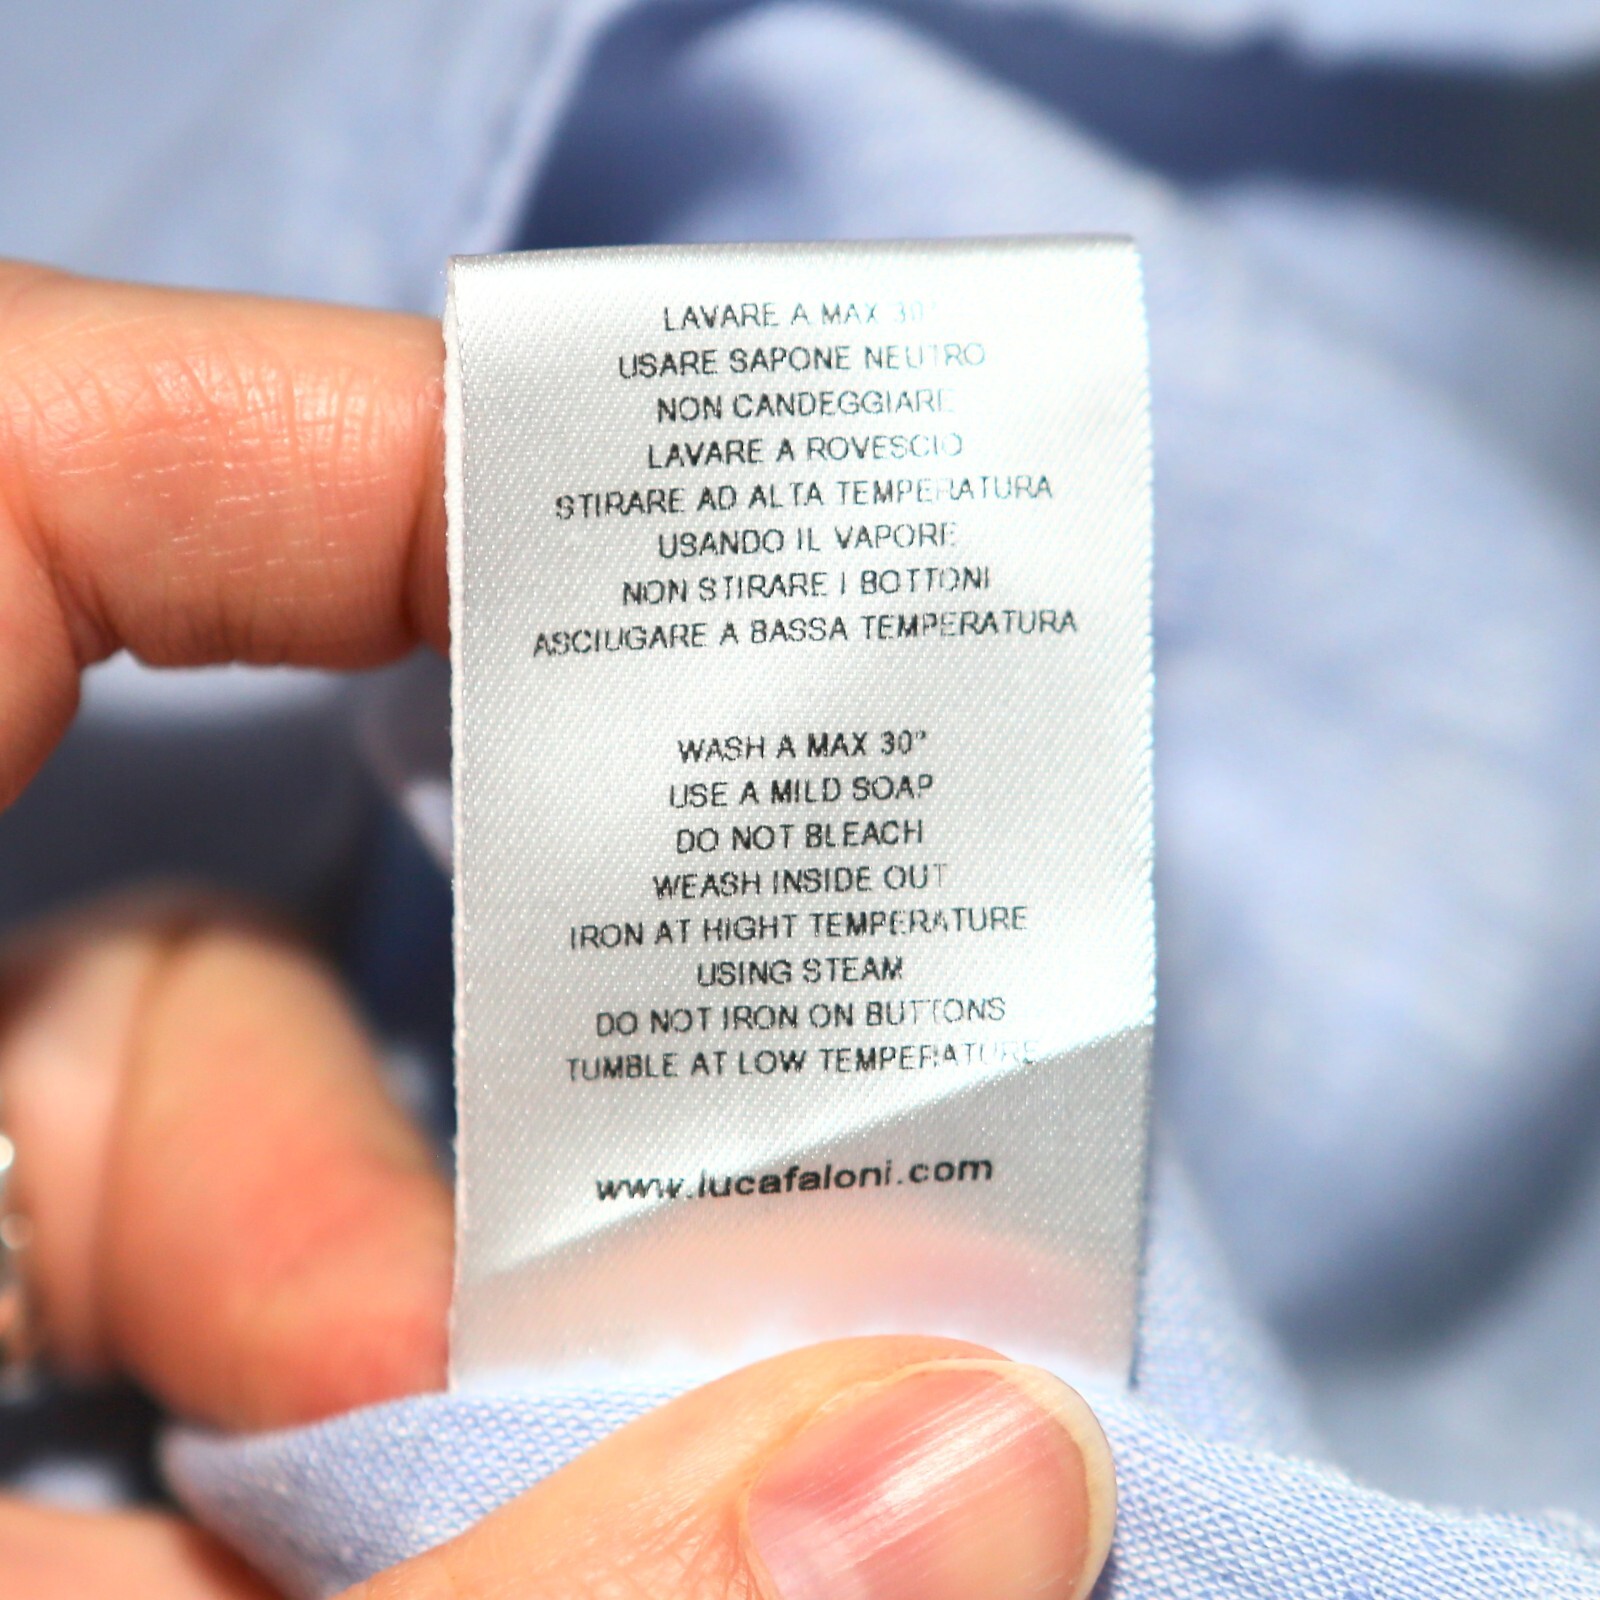 LAVARE A MAX 30°
USARE SAPONE NEUTRO
NON CANDEGGIARE
LAVARE A ROVESCIO
STIRARE AD ALTA TEMPERATURA
USANDO IL VAPORE
NON STIRARE I BOTTONI
ASCIUGARE A BASSA TEMPERATURA
WASH A MAX 30°
USE A MILD SOAP
DO NOT BLEACH
WEASH INSIDE OUT
IRON AT HIGHT TEMPERATURE
USING STEAM
DO NOT IRON ON BUTTONS
TUMBLE AT LOW TEMPERATURE
www.lucafaloni.com